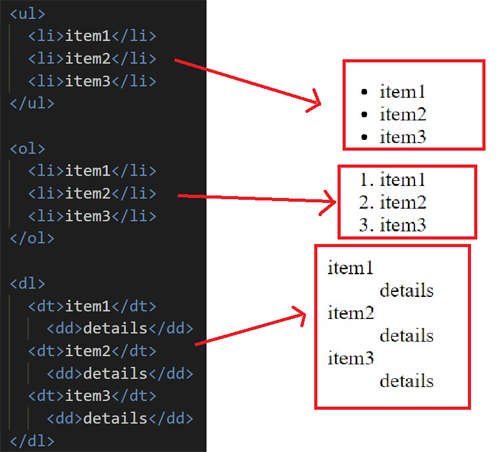 <ul>
<li>item1</li>
<li>item2</li>
<li>item3</li>
</ul>
<ol>
<li>item1</li>
<li>item2</li>
<li>item3</li>
</ol>
<dl>
<dt>item1</dt>
<dd>details</dd>
<dt>item2</dt>
<dd>details</dd>
<dt>item3</dt>
<dd>details</dd>
</dl>
• item1
• item2
• item3
1. item1
2. item2
3. item3
item1
details
item2
details
item3
details